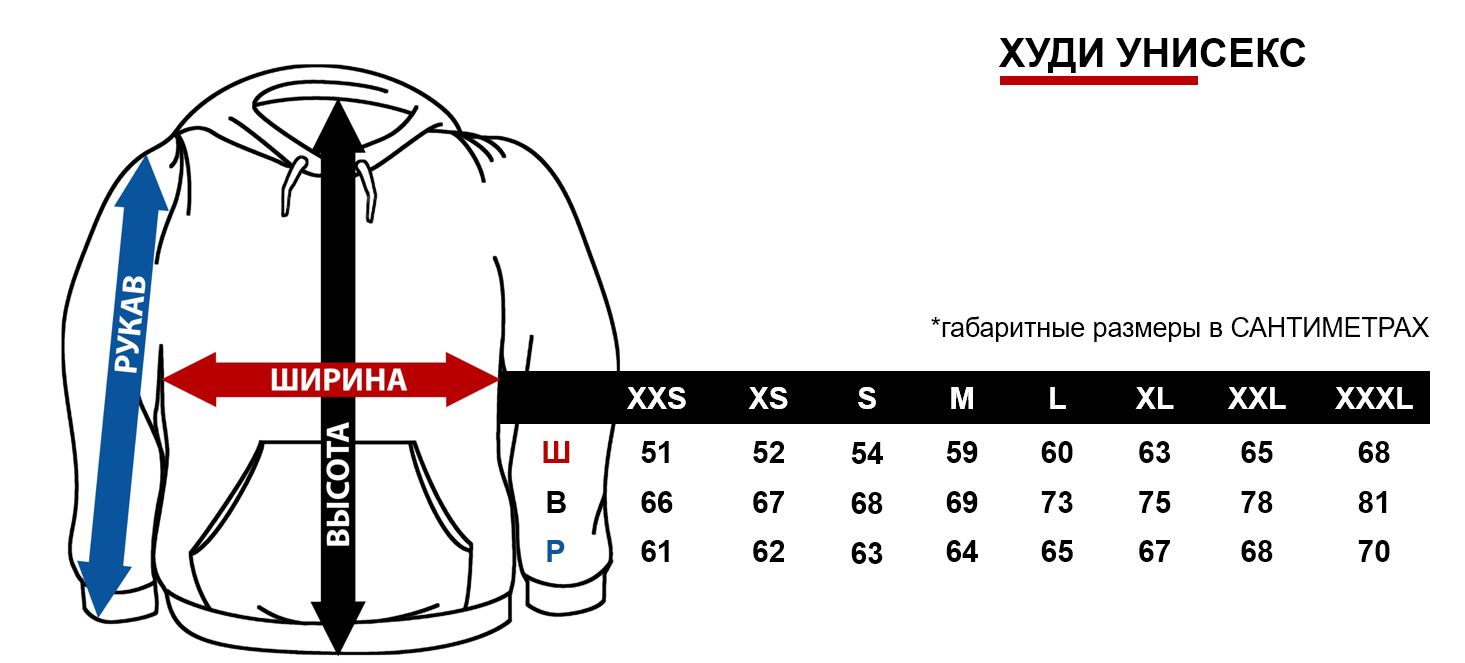 ХУДИ УНИСЕКС
РУКАВ
ШИРИНА
ВЫСОТА
*габаритные размеры в САНТИМЕТРАХ
XXS XS S M L XL XXL XXXL
Ш 51 52 54 59 60 63 65 68
В 66 67 68 69 73 75 78 81
Р 61 62 63 64 65 67 68 70